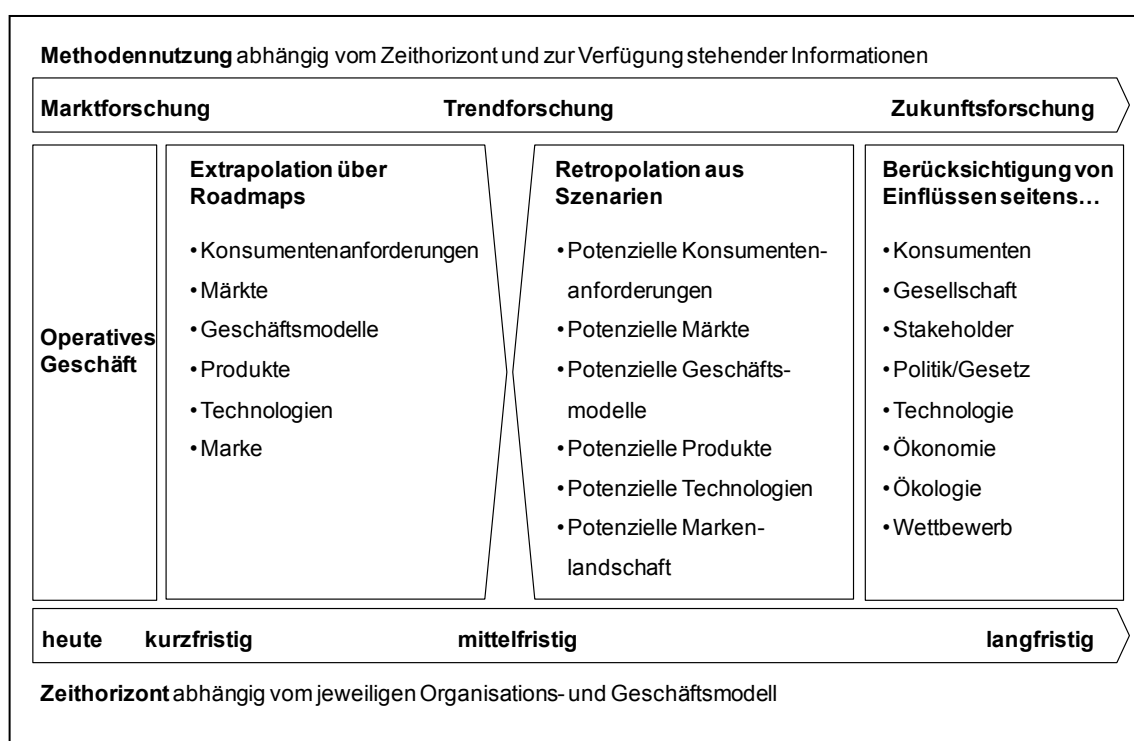 Methodennutzung abhängig vom Zeithorizont und zur Verfügung stehender Informationen
Marktforschung Trendforschung Zukunftsforschung
Operatives
Geschäft
Extrapolation über
Roadmaps
• Konsumentenanforderungen
• Märkte
• Geschäftsmodelle
• Produkte
• Technologien
• Marke
Retropolation aus
Szenarien
• Potenzielle Konsumenten-
anforderungen
• Potenzielle Märkte
• Potenzielle Geschäfts-
modelle
• Potenzielle Produkte
• Potenzielle Technologien
• Potenzielle Marken-
landschaft
Berücksichtigung von
Einflüssen seitens…
• Konsumenten
• Gesellschaft
• Stakeholder
• Politik/Gesetz
• Technologie
• Ökonomie
• Ökologie
• Wettbewerb
heute kurzfristig mittelfristig langfristig
Zeithorizont abhängig vom jeweiligen Organisations- und Geschäftsmodell